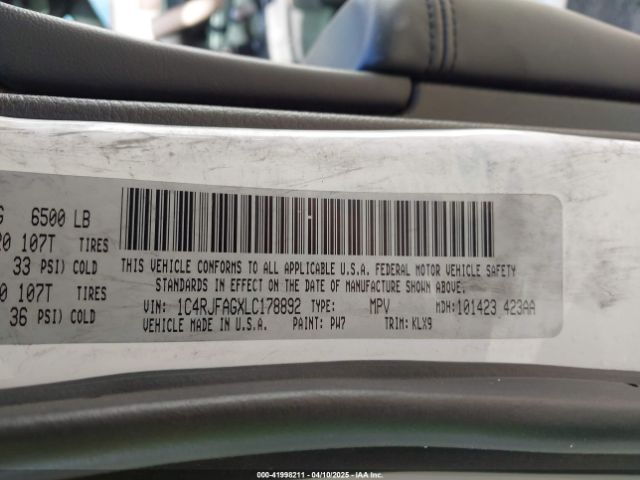 G 6500 LB
20 107T TIRES
33 PSI) COLD
0 107T TIRES
36 PSI) COLD
THIS VEHICLE CONFORMS TO ALL APPLICABLE U.S.A. FEDERAL MOTOR VEHICLE SAFETY
STANDARDS IN EFFECT ON THE DATE OF MANUFACTURE SHOWN ABOVE.
VIN: 1C4RJFAGXLC178892 TYPE: MPV MDH:101423 423AA
VEHICLE MADE IN U.S.A. PAINT: PW7 TRIM: KLX9
000-41998211 - 04/10/2025 - IAA Inc.